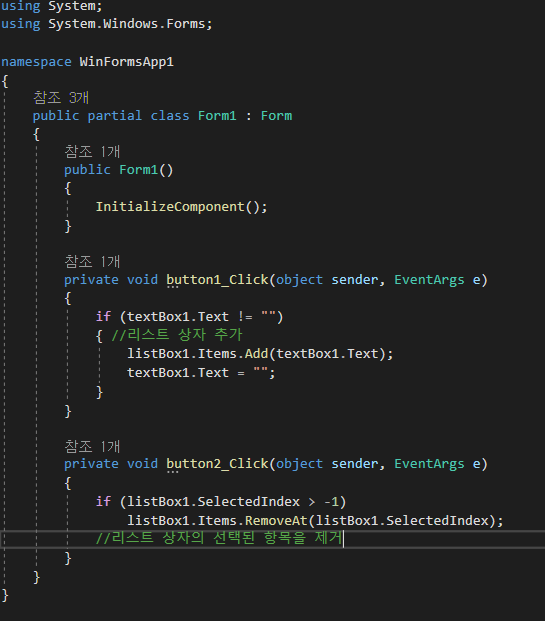 using System;
using System.Windows.Forms;
namespace WinFormsApp1
{
참조 3개
public partial class Form1 : Form
{
참조 1개
public Form1()
{
InitializeComponent();
}
참조 1개
private void button1_Click(object sender, EventArgs e)
{
if (textBox1.Text != "")
{ //리스트 상자 추가
listBox1.Items.Add(textBox1.Text);
textBox1.Text = "";
}
}
참조 1개
private void button2_Click(object sender, EventArgs e)
{
if (listBox1.SelectedIndex > -1)
listBox1.Items.RemoveAt(listBox1.SelectedIndex);
//리스트 상자의 선택된 항목을 제거
}
}
}